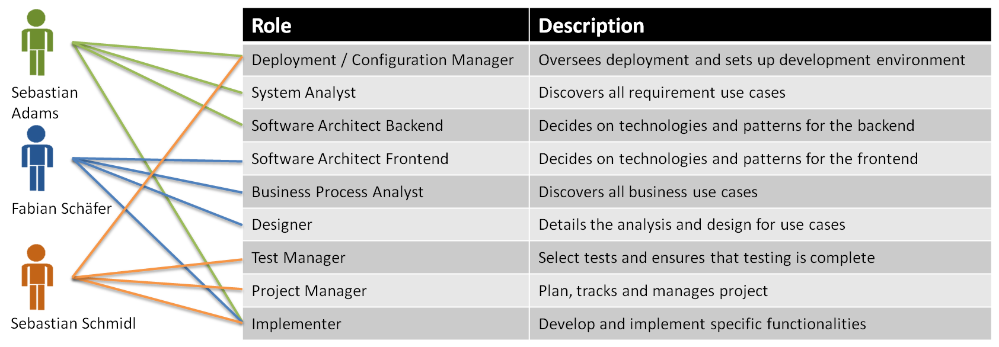 Sebastian
Adams
Fabian Schäfer
Sebastian Schmidl
Role Description
Deployment / Configuration Manager Oversees deployment and sets up development environment
System Analyst Discovers all requirement use cases
Software Architect Backend Decides on technologies and patterns for the backend
Software Architect Frontend Decides on technologies and patterns for the frontend
Business Process Analyst Discovers all business use cases
Designer Details the analysis and design for use cases
Test Manager Select tests and ensures that testing is complete
Project Manager Plan, tracks and manages project
Implementer Develop and implement specific functionalities